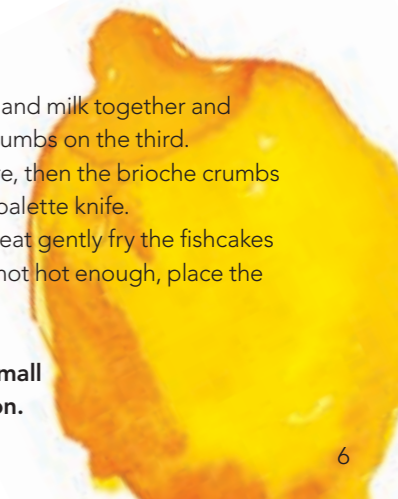 and milk together and
umbs on the third.
e, then the brioche crumbs
palette knife.
eat gently fry the fishcakes
not hot enough, place the
mall
on.
6